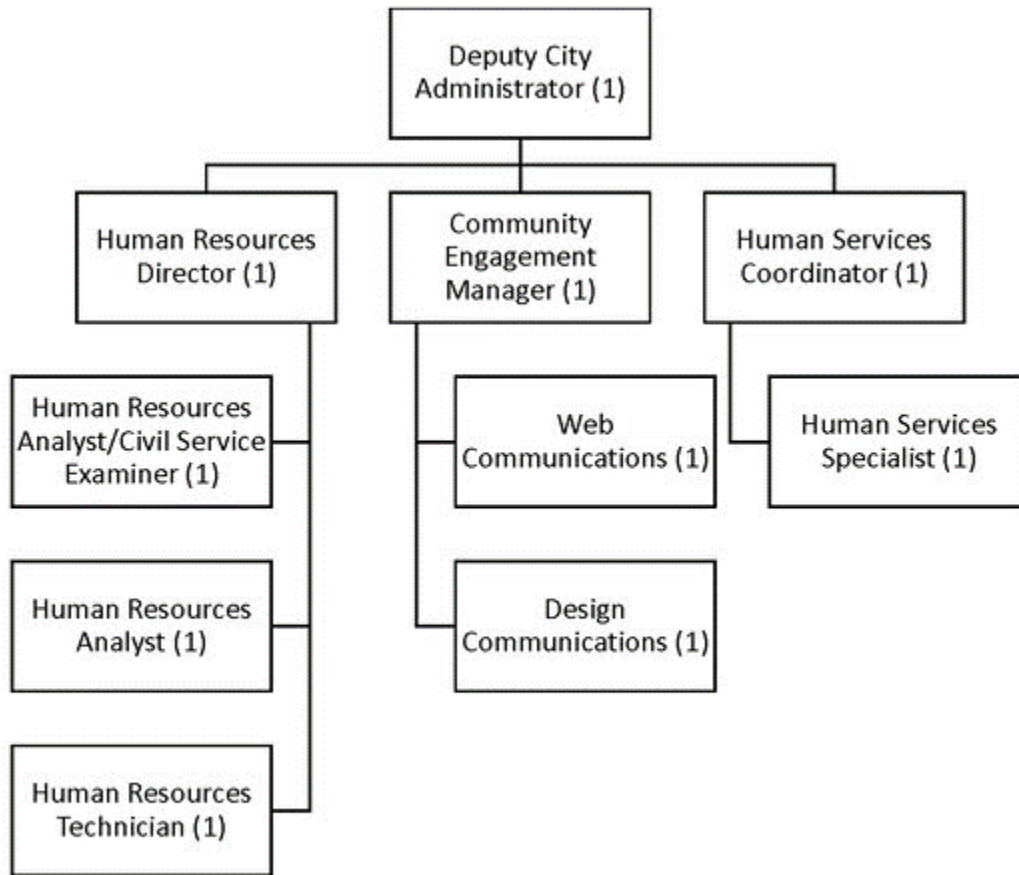 Deputy City
Administrator (1)
Human Resources
Director (1)
Community
Engagement
Manager (1)
Human Services
Coordinator (1)
Human Resources
Analyst/Civil Service
Examiner (1)
Web
Communications (1)
Human Services
Specialist (1)
Human Resources
Analyst (1)
Design
Communications (1)
Human Resources
Technician (1)